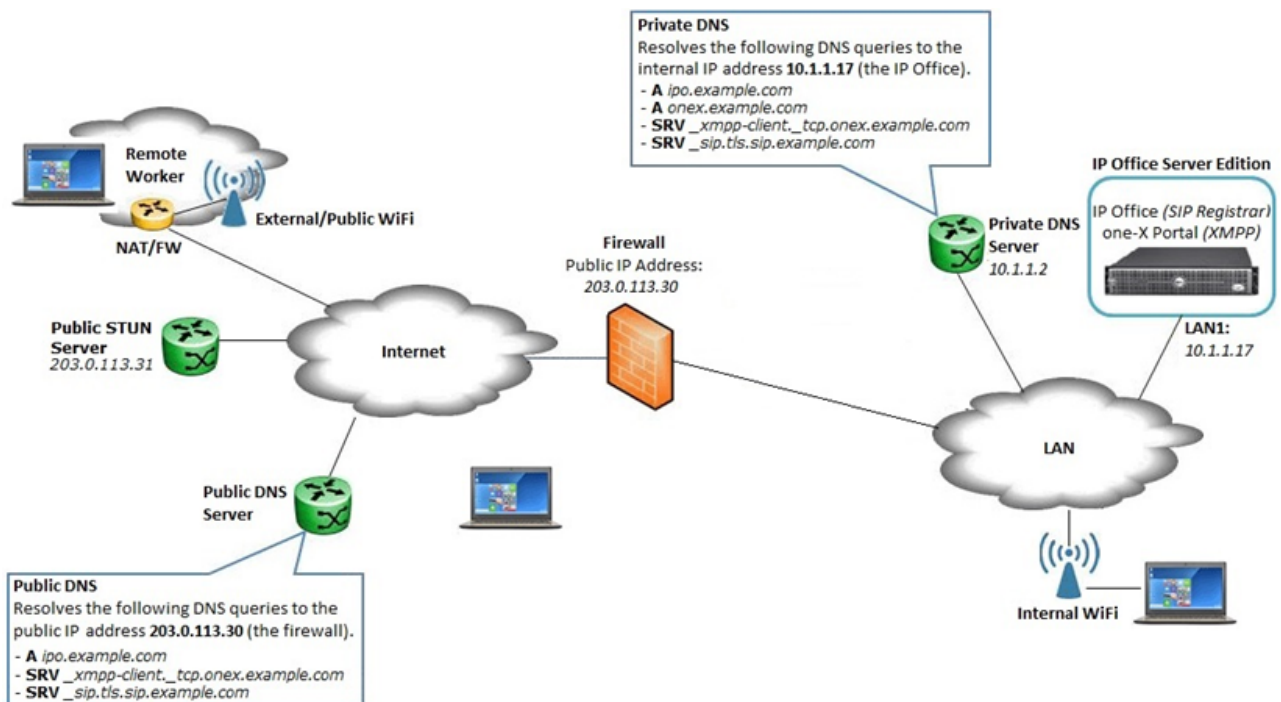 Private DNS
Resolves the following DNS queries to the
internal IP address 10.1.1.17 (the IP Office).
- A ipo.example.com
- A onex.example.com
- SRV _xmpp-client._tcp.onex.example.com
- SRV _sip.tls.sip.example.com
Remote
Worker
External/Public WiFi
NAT/FW
IP Office Server Edition
IP Office (SIP Registrar)
one-X Portal (XMPP)
Private DNS
Server
10.1.1.2
Firewall
Public IP Address:
203.0.113.30
LAN1:
10.1.1.17
Public STUN
Server
203.0.113.31
Internet
LAN
Public DNS
Server
Internal WiFi
Public DNS
Resolves the following DNS queries to the
public IP address 203.0.113.30 (the firewall).
- A ipo.example.com
- SRV _xmpp-client._tcp.onex.example.com
- SRV _sip.tls.sip.example.com